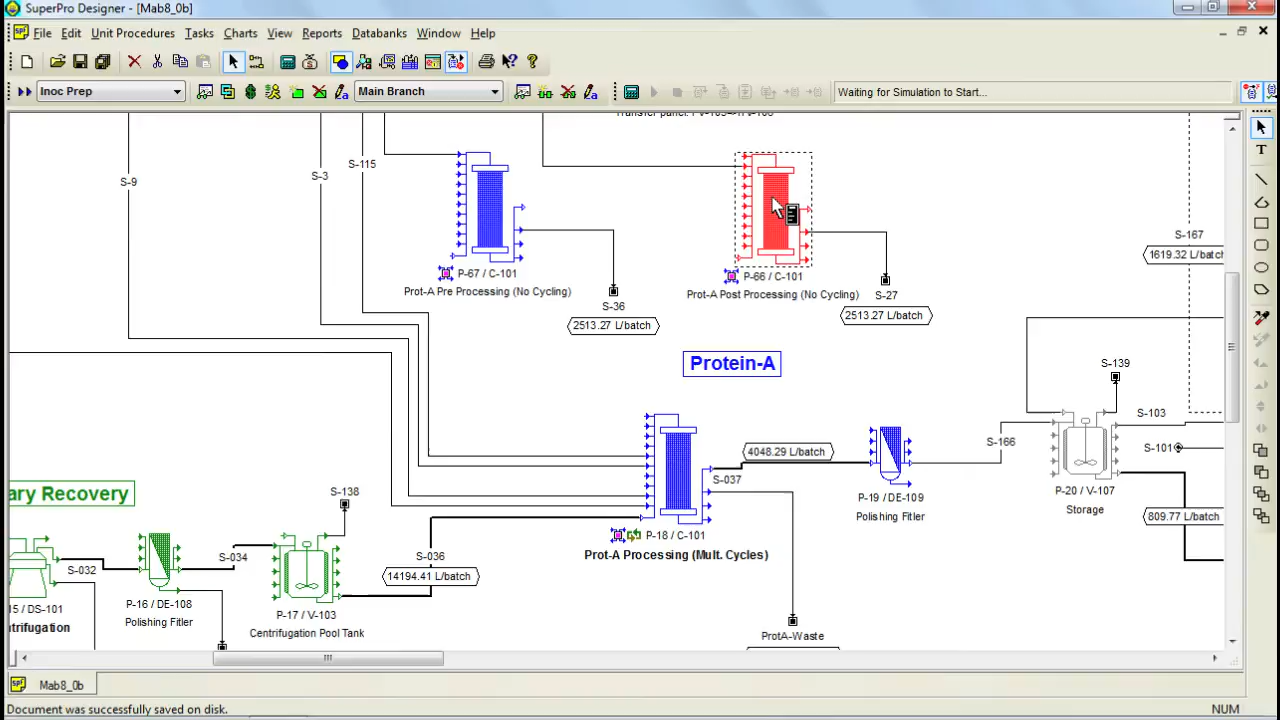 SuperPro Designer - [Mab8_0b]
File Edit Unit Procedures Tasks Charts View Reports Databanks Window Help
Inoc Prep
Main Branch
Waiting for Simulation to Start...
S-9
S-3
S-115
P-67 / C-101
Prot-A Pre Processing (No Cycling)
S-36
2513.27 L/batch
P-66 / C-101
Prot-A Post Processing (No Cycling)
S-27
2513.27 L/batch
S-167
1619.32 L/batch
Protein-A
S-139
S-103
S-101
S-166
4048.29 L/batch
S-037
P-19 / DE-109
Polishing Fitler
P-20 / V-107
Storage
809.77 L/batch
P-18 / C-101
Prot-A Processing (Mult. Cycles)
ary Recovery
S-138
S-032
S-034
S-036
14194.41 L/batch
15 / DS-101
ntrifugation
P-16 / DE-108
Polishing Fitler
P-17 / V-103
Centrifugation Pool Tank
ProtA-Waste
Mab8_0b
Document was successfully saved on disk.
NUM